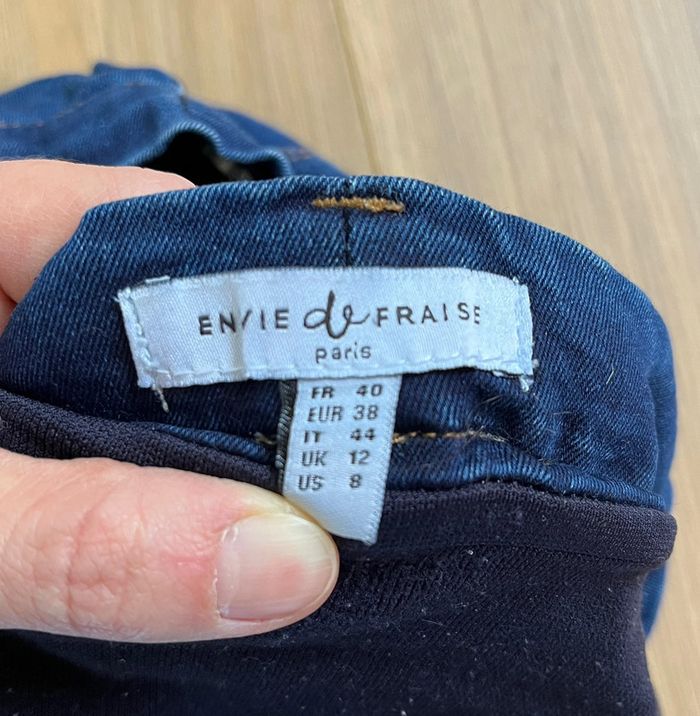 ENVIE de FRAISE
paris
FR 40
EUR 38
IT 44
UK 12
US 8